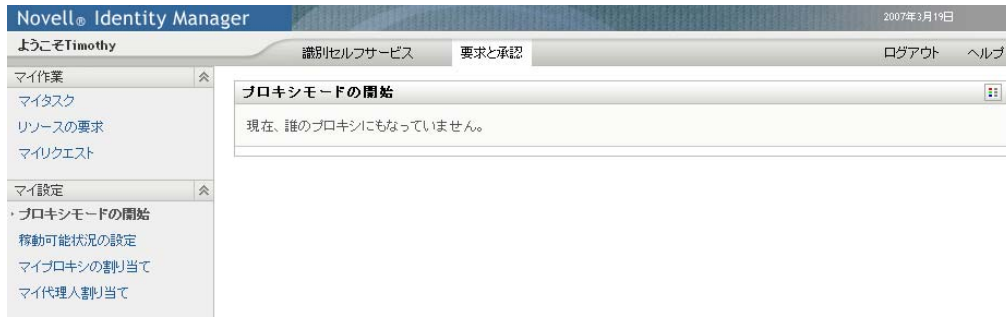 Novell® Identity Manager
2007年3月19日
ようこそTimothy
識別セルフサービス
要求と承認
ログアウト
ヘルプ
マイ作業
マイタスク
リソースの要求
マイリクエスト
マイ設定
プロキシモードの開始
稼動可能状況の設定
マイプロキシの割り当て
マイ代理人割り当て
プロキシモードの開始
現在、誰のプロキシにもなっていません。